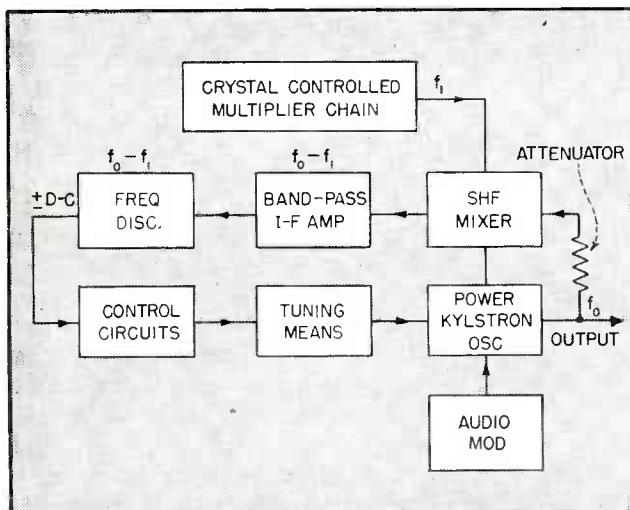 CRYSTAL CONTROLLED
MULTIPLIER CHAIN
f₁
f₀ – f₁
f₀ – f₁
ATTENUATOR
± D-C
FREQ
DISC.
BAND-PASS
I-F AMP
SHF
MIXER
CONTROL
CIRCUITS
TUNING
MEANS
POWER
KYLSTRON
OSC
f₀
OUTPUT
AUDIO
MOD